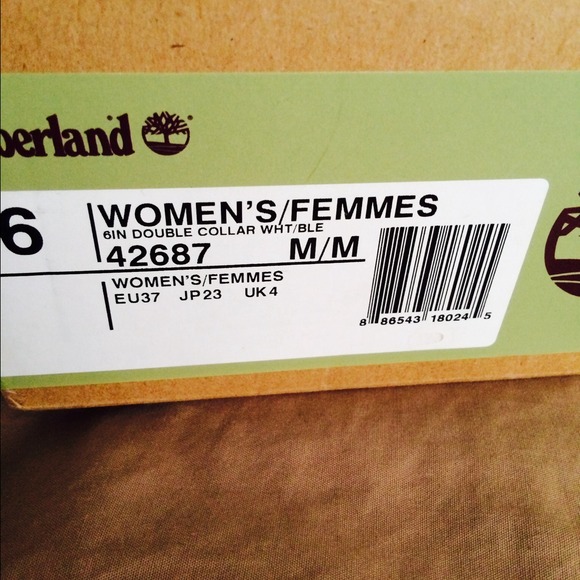 berland
6 WOMEN'S/FEMMES
6IN DOUBLE COLLAR WHT/BLE
42687 M/M
WOMEN'S/FEMMES
EU37 JP23 UK4
8 86543 18024 5